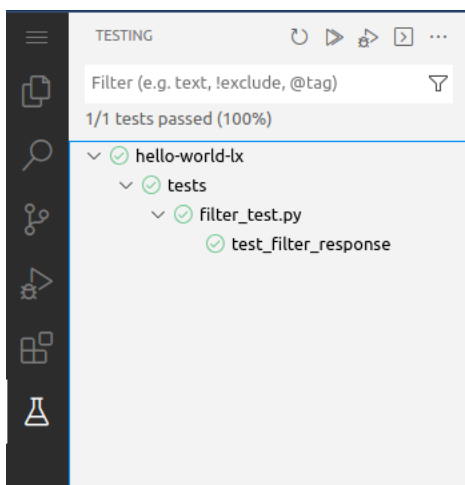 TESTING
Filter (e.g. text, !exclude, @tag)
1/1 tests passed (100%)
hello-world-lx
tests
filter_test.py
test_filter_response